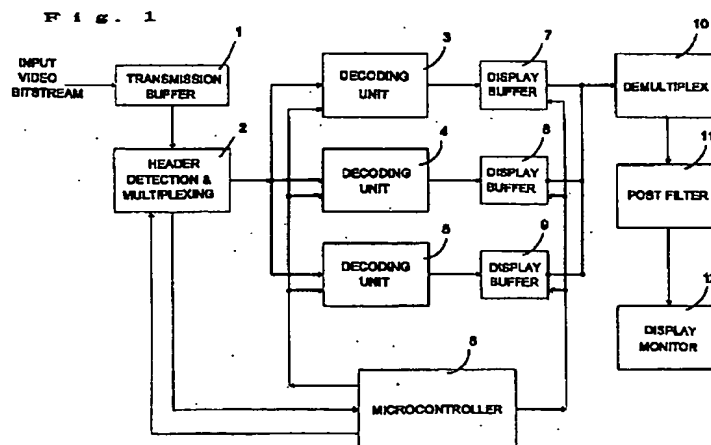 Fig. 1
INPUT
VIDEO
BITSTREAM
1
TRANSMISSION
BUFFER
2
HEADER
DETECTION &
MULTIPLEXING
3
DECODING
UNIT
4
DECODING
UNIT
5
DECODING
UNIT
7
DISPLAY
BUFFER
8
DISPLAY
BUFFER
9
DISPLAY
BUFFER
6
MICROCONTROLLER
10
DEMULTIPLEX
11
POST FILTER
12
DISPLAY
MONITOR